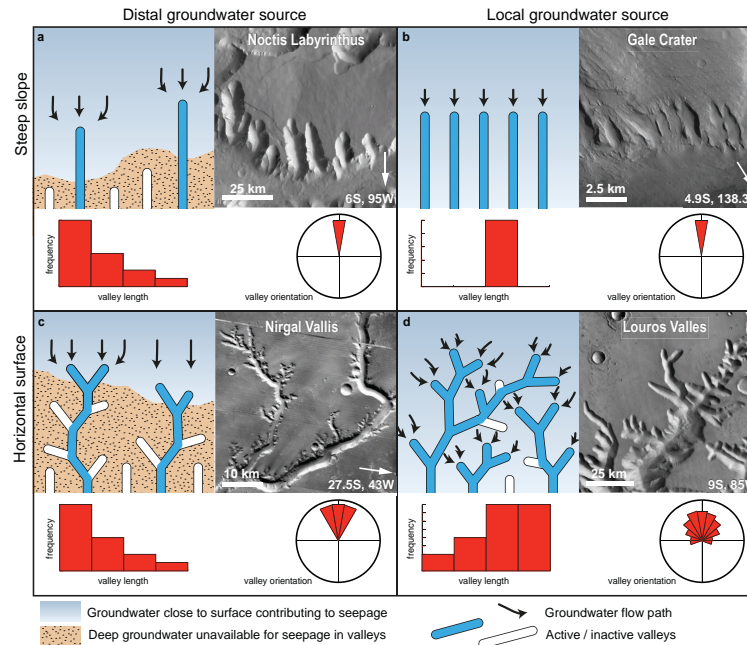 Distal groundwater source
Local groundwater source
Steep slope
a
Noctis Labyrinthus
25 km
6S, 95W
frequency
valley length
valley orientation
b
Gale Crater
2.5 km
4.9S, 138.3
frequency
valley length
valley orientation
Horizontal surface
c
Nirgal Vallis
10 km
27.5S, 43W
frequency
valley length
valley orientation
d
Louros Valles
25 km
9S, 85W
frequency
valley length
valley orientation
Groundwater close to surface contributing to seepage
Groundwater flow path
Deep groundwater unavailable for seepage in valleys
Active / inactive valleys